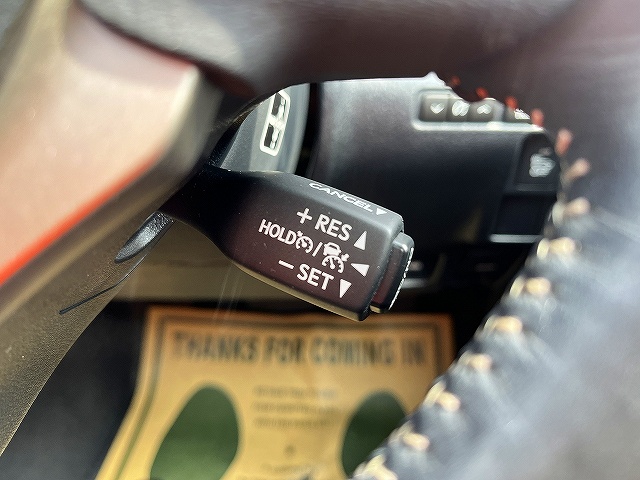 CANCEL▼
+ RES ▲
HOLD /
− SET ▼
THANKS FOR COMING IN